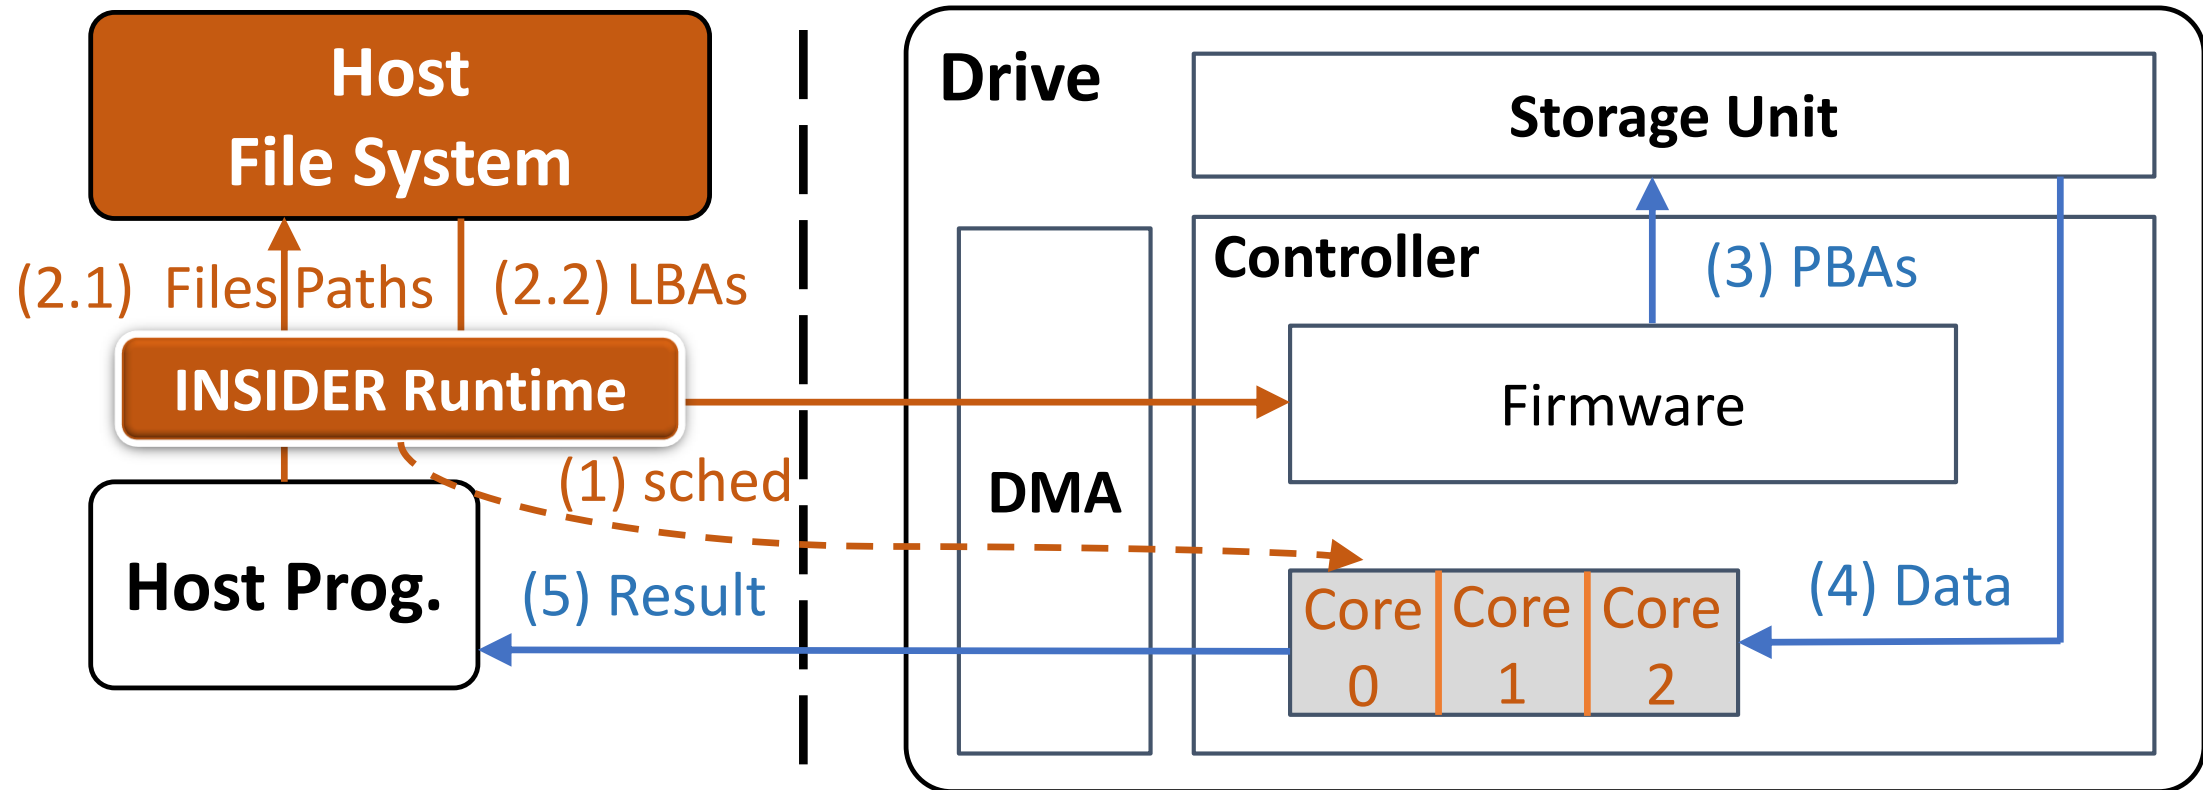 Host
File System
(2.1) Files Paths
(2.2) LBAs
INSIDER Runtime
(1) sched
Host Prog.
(5) Result
Drive
Storage Unit
DMA
Controller
(3) PBAs
Firmware
Core
0
Core
1
Core
2
(4) Data